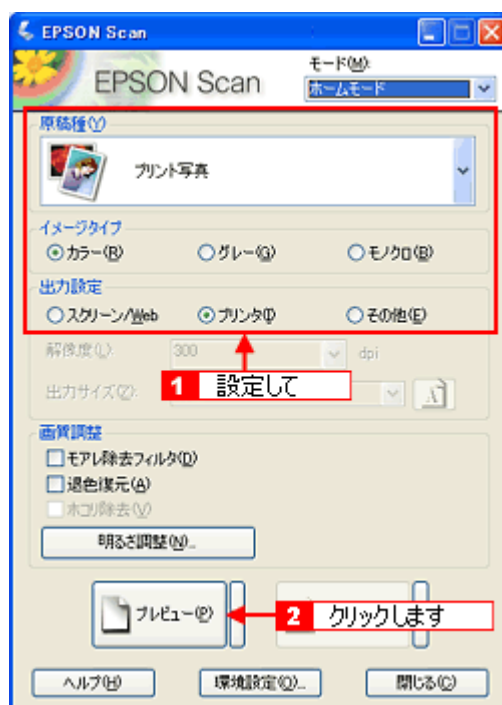 EPSON Scan
EPSON Scan
モード(M):
ホームモード
原稿種(Y)
プリント写真
イメージタイプ
カラー(R) グレー(G) モノクロ(B)
出力設定
スクリーン/Web プリンタ(I) その他(E)
解像度(L): 300 dpi
1 設定して
出力サイズ(Z):
画質調整
モアレ除去フィルタ(D)
退色復元(A)
ホコリ除去(V)
明るさ調整(N)...
プレビュー(P)
2 クリックします
ヘルプ(H) 環境設定(O)... 閉じる(C)